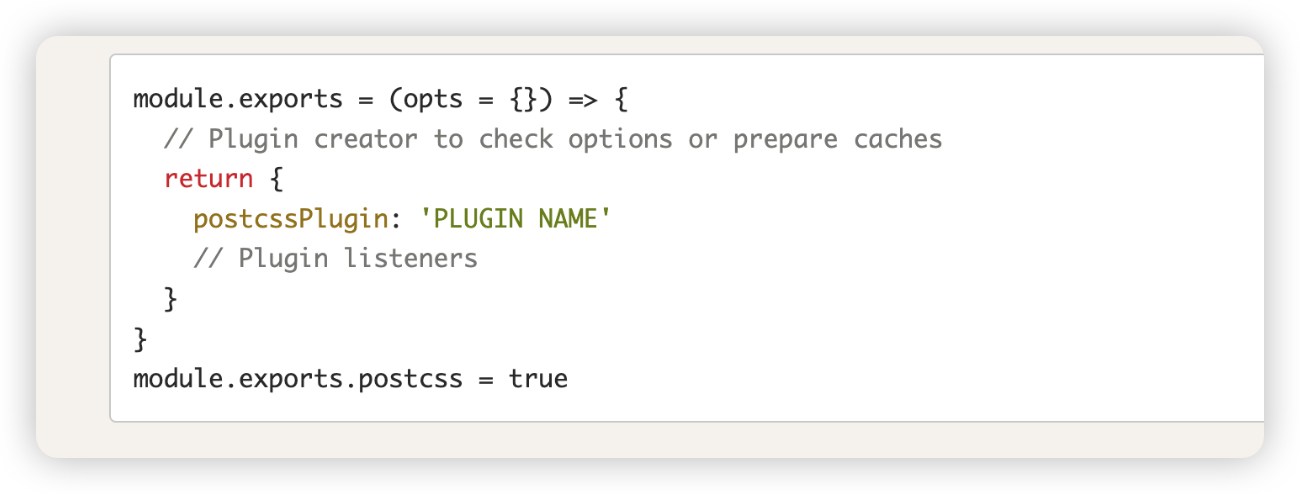 module.exports = (opts = {}) => {
  // Plugin creator to check options or prepare caches
  return {
    postcssPlugin: 'PLUGIN NAME'
    // Plugin listeners
  }
}
module.exports.postcss = true